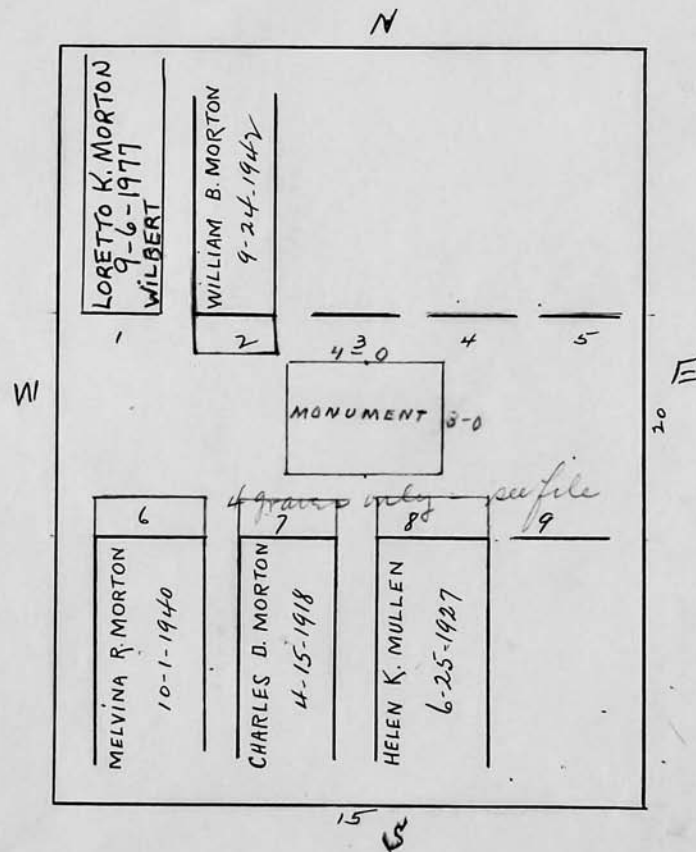 N
LORETTO K. MORTON
9-6-1977
WILBERT
1
WILLIAM B. MORTON
9-24-1942
2
3
4
5
4-0
W
MONUMENT
3-0
E
20
4 graves only - see file
6
7
8
9
MELVINA R. MORTON
10-1-1940
CHARLES D. MORTON
4-15-1918
HELEN K. MULLEN
6-25-1927
15
S